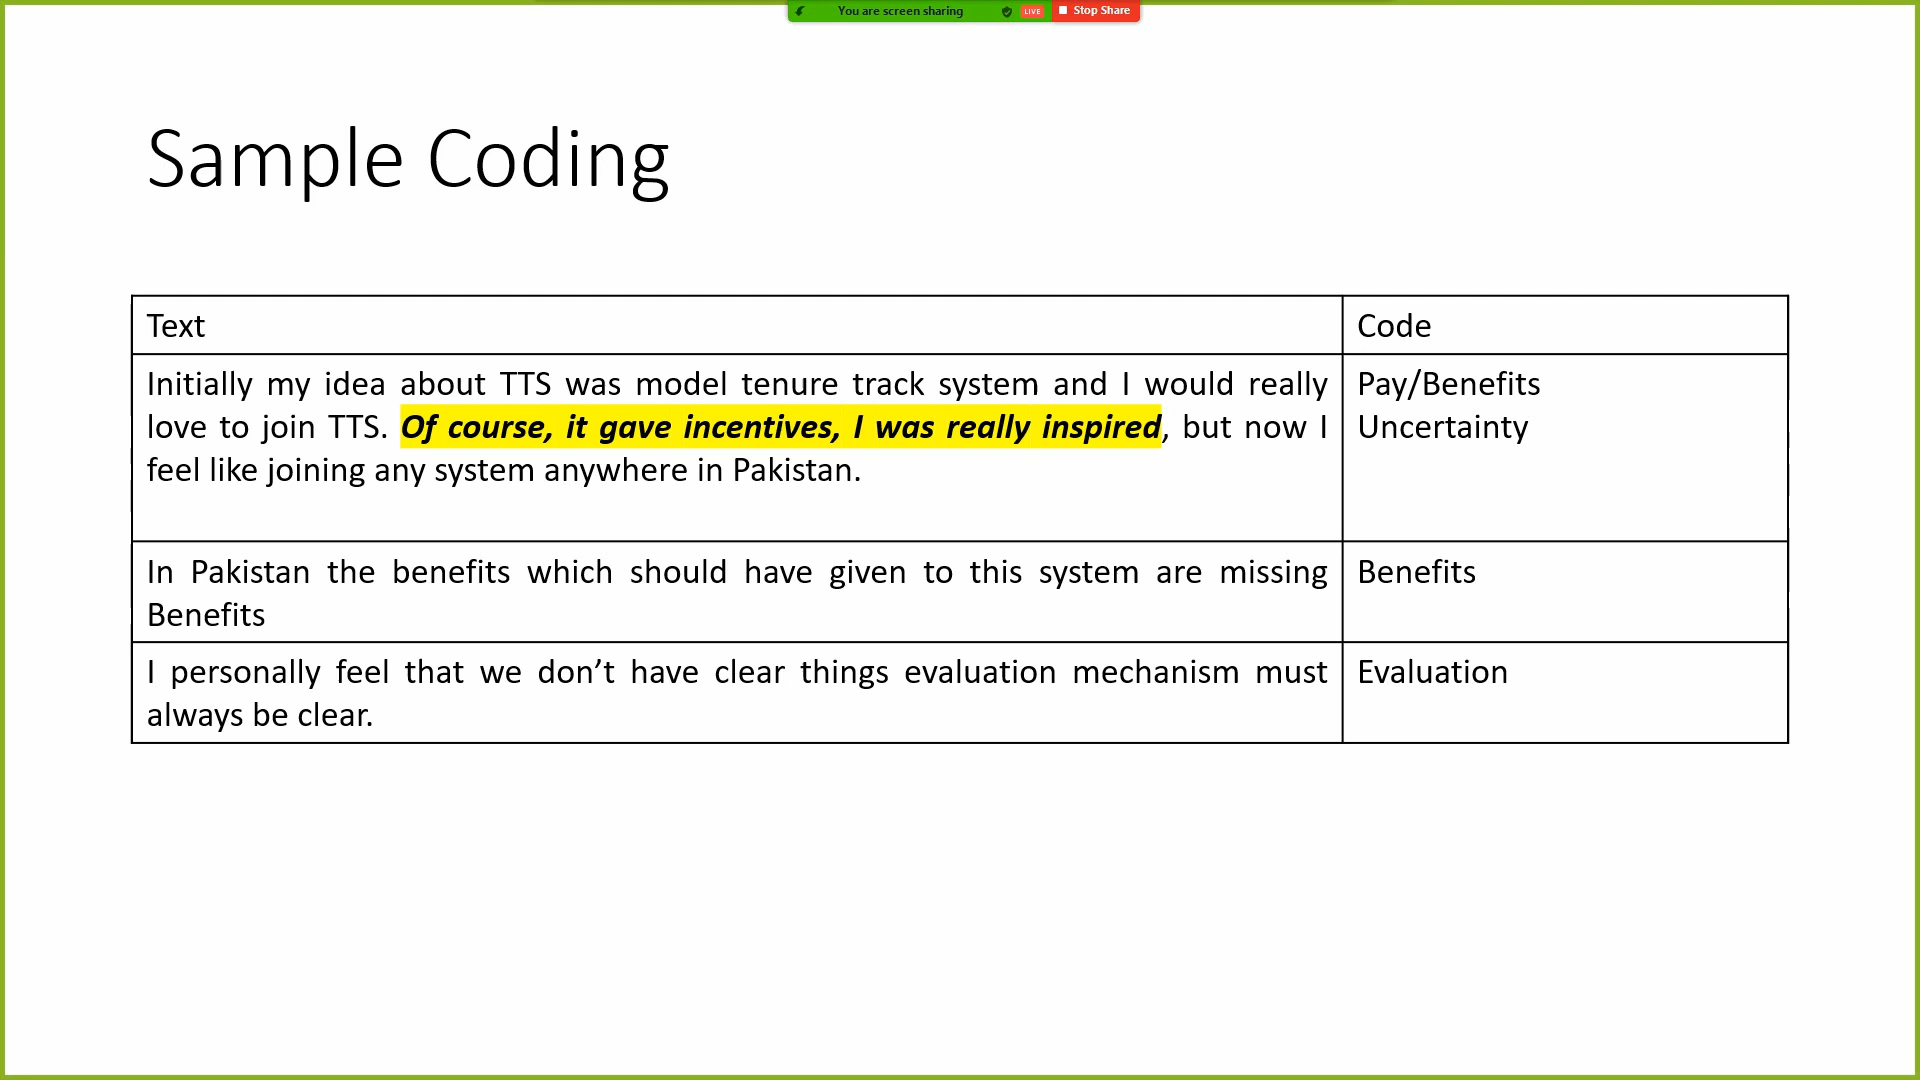 You are screen sharing LIVE Stop Share
Sample Coding
Text Code
Initially my idea about TTS was model tenure track system and I would really Pay/Benefits
love to join TTS. Of course, it gave incentives, I was really inspired, but now I Uncertainty
feel like joining any system anywhere in Pakistan.
In Pakistan the benefits which should have given to this system are missing Benefits
Benefits
I personally feel that we don’t have clear things evaluation mechanism must Evaluation
always be clear.